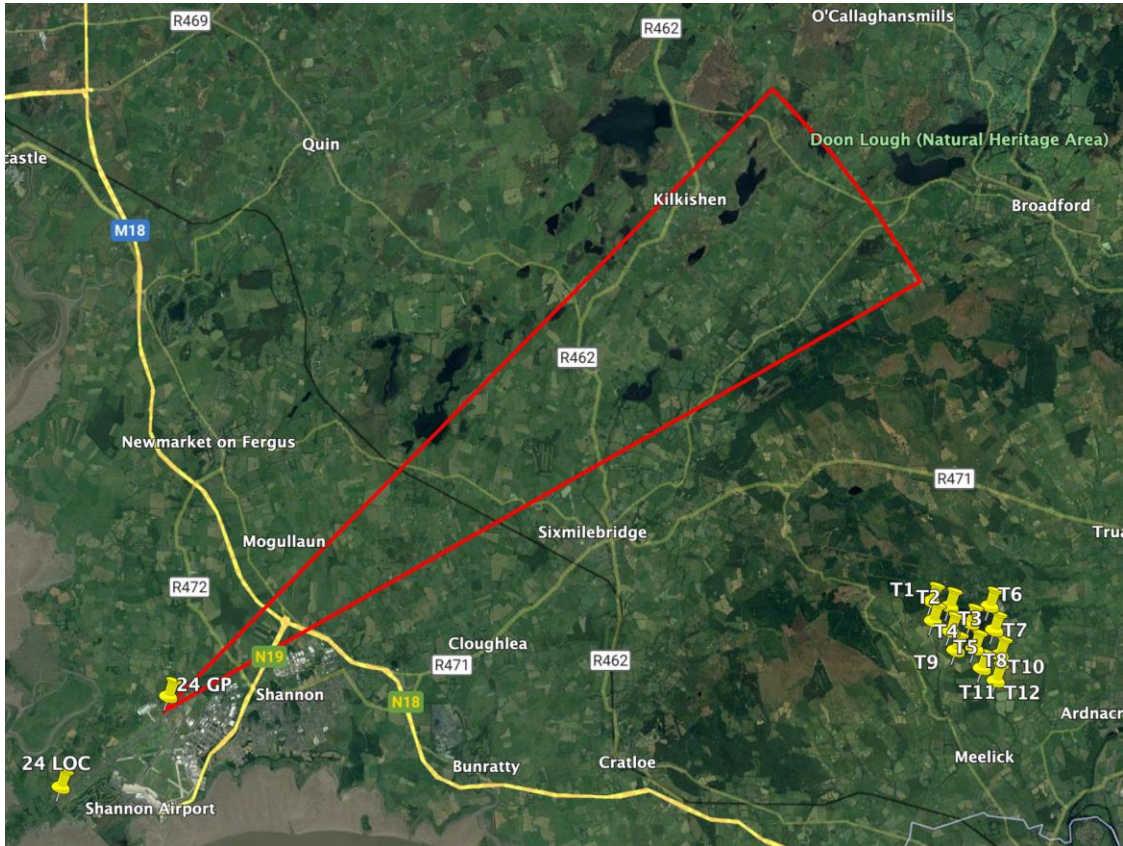 O'Callaghansmills
R469
R462
Quin
Doon Lough (Natural Heritage Area)
castle
Kilkishen
Broadford
M18
R462
Newmarket on Fergus
R471
Sixmilebridge
Trua
Mogullaun
R472
T1
T2
T6
T3
T4
T7
T5
Cloughlea
N19
R471
R462
T9
T8
T10
24 GP
Shannon
T11
T12
N18
Ardnacr
Meelick
24 LOC
Bunratty
Cratloe
Shannon Airport